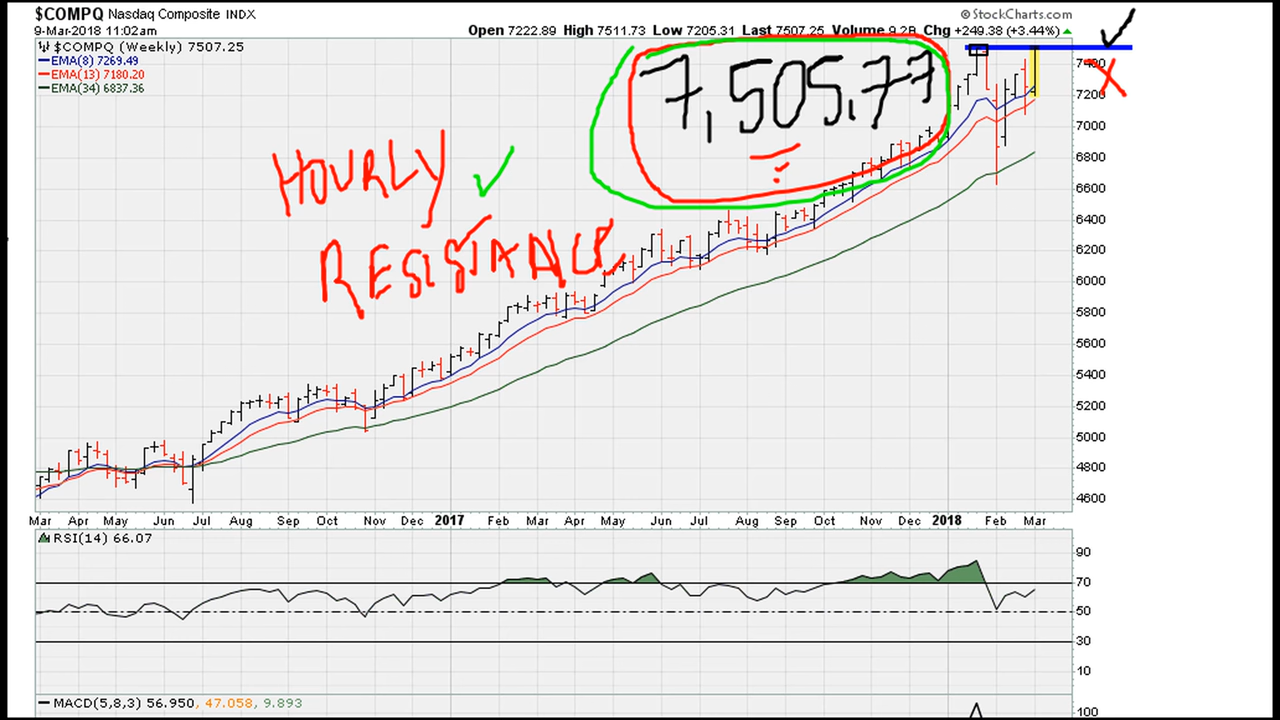 $COMPQ Nasdaq Composite INDX
© StockCharts.com
9-Mar-2018 11:02am
Open 7222.89 High 7511.73 Low 7205.31 Last 7507.25 Volume 9.2B Chg +249.38 (+3.44%)
$COMPQ (Weekly) 7507.25
EMA(8) 7269.49
EMA(13) 7180.20
EMA(34) 6837.36
7,505.77
HOURLY
RESISTANCE
7400
7200
7000
6800
6600
6400
6200
6000
5800
5600
5400
5200
5000
4800
4600
Mar Apr May Jun Jul Aug Sep Oct Nov Dec 2017 Feb Mar Apr May Jun Jul Aug Sep Oct Nov Dec 2018 Feb Mar
RSI(14) 66.07
90
70
50
30
10
MACD(5,8,3) 56.950, 47.058, 9.893
100